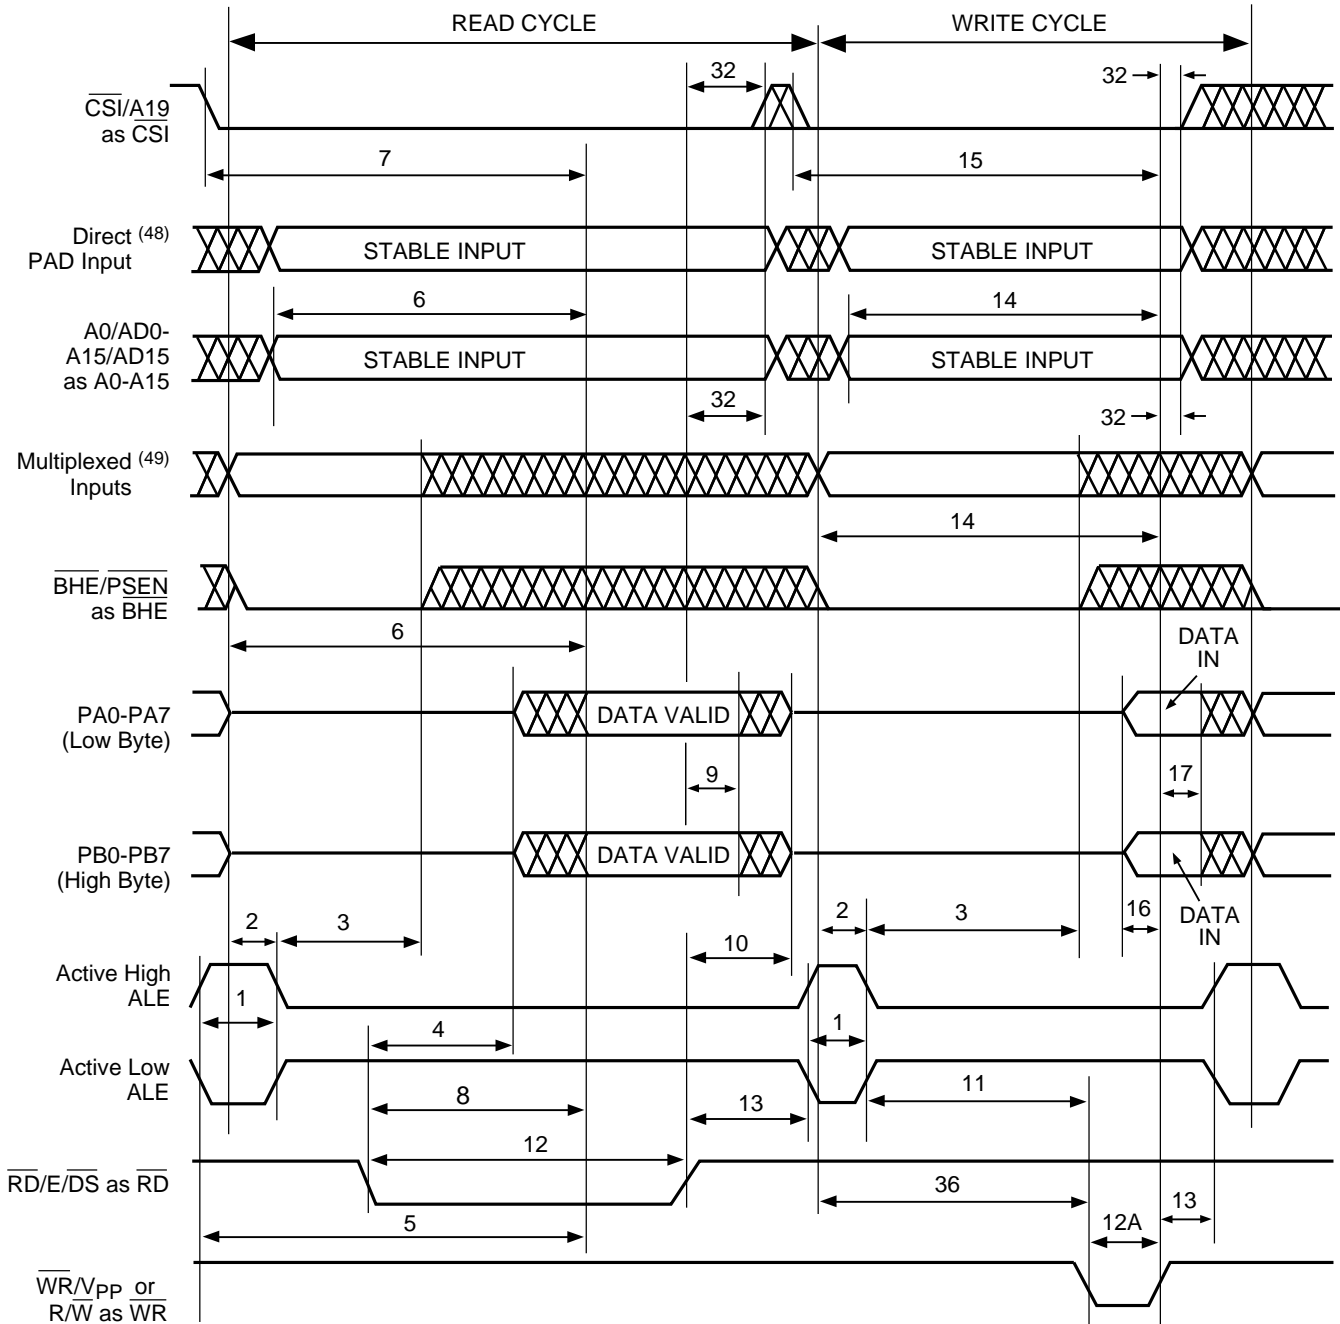 READ CYCLE
WRITE CYCLE
32
32
CSI/A19
as CSI
7
15
Direct (48)
PAD Input
STABLE INPUT
STABLE INPUT
6
14
A0/AD0-
A15/AD15
as A0-A15
STABLE INPUT
STABLE INPUT
32
32
Multiplexed (49)
Inputs
14
BHE/PSEN
as BHE
6
DATA
IN
PA0-PA7
(Low Byte)
DATA VALID
9
17
PB0-PB7
(High Byte)
DATA VALID
DATA
IN
2
3
2
3
16
10
Active High
ALE
1
4
1
Active Low
ALE
8
13
11
12
RD/E/DS as RD
36
5
12A
13
WR/VPP or
R/W as WR